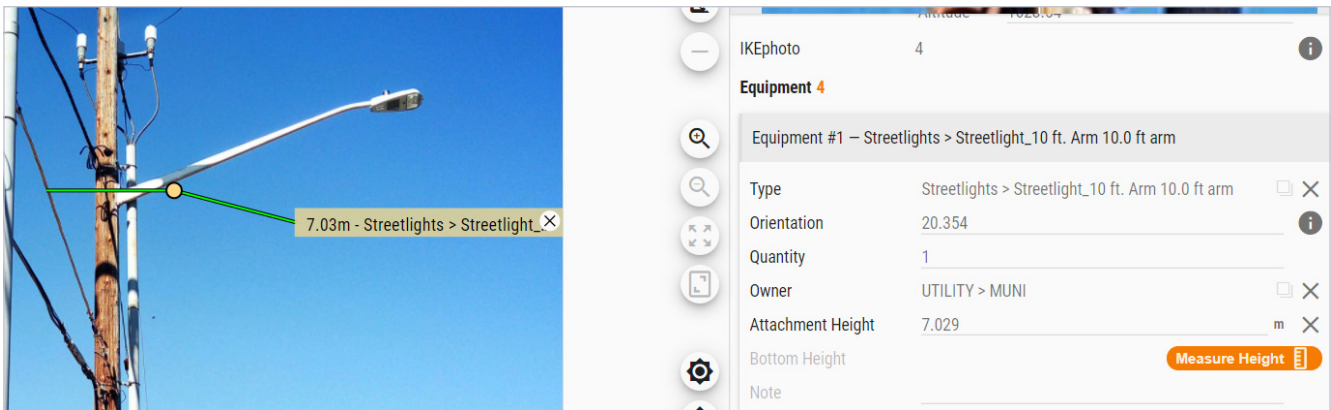 7.03m - Streetlights > Streetlight_
IKEphoto 4
Equipment 4
Equipment #1 — Streetlights > Streetlight_10 ft. Arm 10.0 ft arm
Type Streetlights > Streetlight_10 ft. Arm 10.0 ft arm
Orientation 20.354
Quantity 1
Owner UTILITY > MUNI
Attachment Height 7.029 m
Bottom Height Measure Height
Note